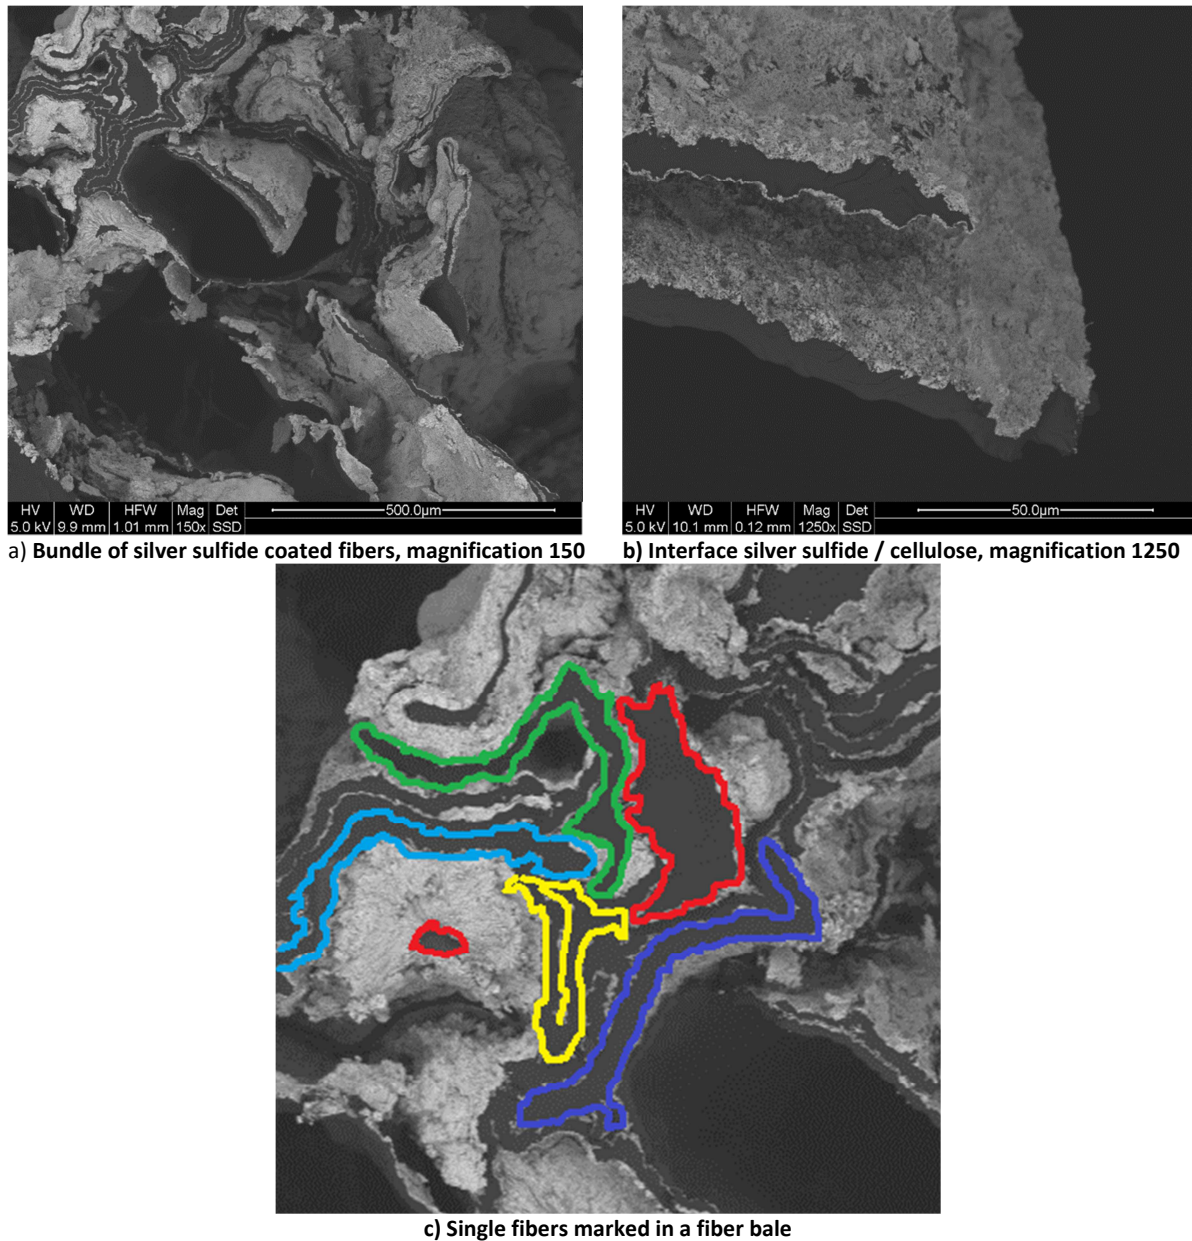 HV WD HFW Mag Det 500.0µm
5.0 kV 9.9 mm 1.01 mm 150x SSD
HV WD HFW Mag Det 50.0µm
5.0 kV 10.1 mm 0.12 mm 1250x SSD
a) Bundle of silver sulfide coated fibers, magnification 150
b) Interface silver sulfide / cellulose, magnification 1250
c) Single fibers marked in a fiber bale